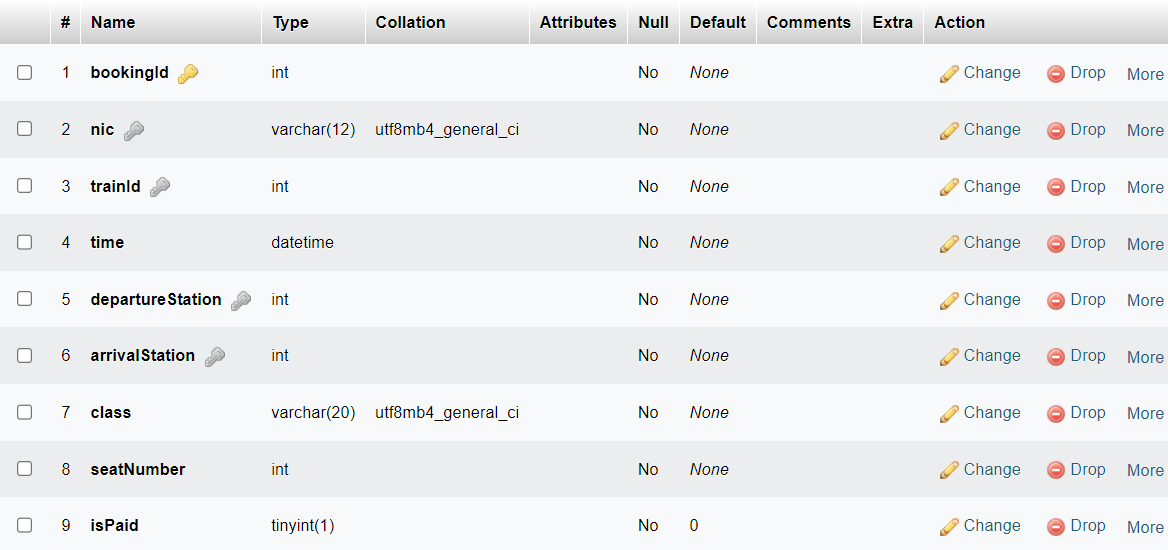 # Name Type Collation Attributes Null Default Comments Extra Action
1 bookingId int No None Change Drop More
2 nic varchar(12) utf8mb4_general_ci No None Change Drop More
3 trainId int No None Change Drop More
4 time datetime No None Change Drop More
5 departureStation int No None Change Drop More
6 arrivalStation int No None Change Drop More
7 class varchar(20) utf8mb4_general_ci No None Change Drop More
8 seatNumber int No None Change Drop More
9 isPaid tinyint(1) No 0 Change Drop More